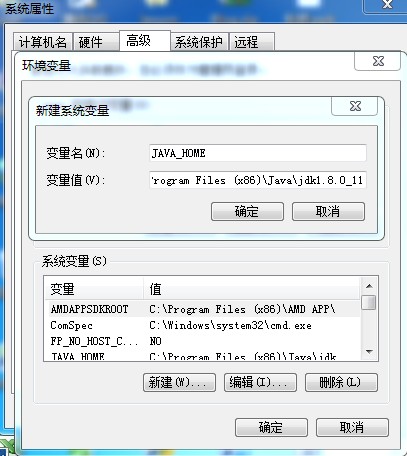 系统属性
计算机名 硬件 高级 系统保护 远程
环境变量
新建系统变量
变量名(N): JAVA_HOME
变量值(V): rogram Files (x86)\Java\jdk1.8.0_11
确定 取消
系统变量(S)
变量 值
AMDAPPSDKROOT C:\Program Files (x86)\AMD APP\
ComSpec C:\Windows\system32\cmd.exe
FP_NO_HOST_C... NO
JAVA_HOME C:\Program Files (x86)\Java\jdk
新建(W)... 编辑(I)... 删除(L)
确定 取消